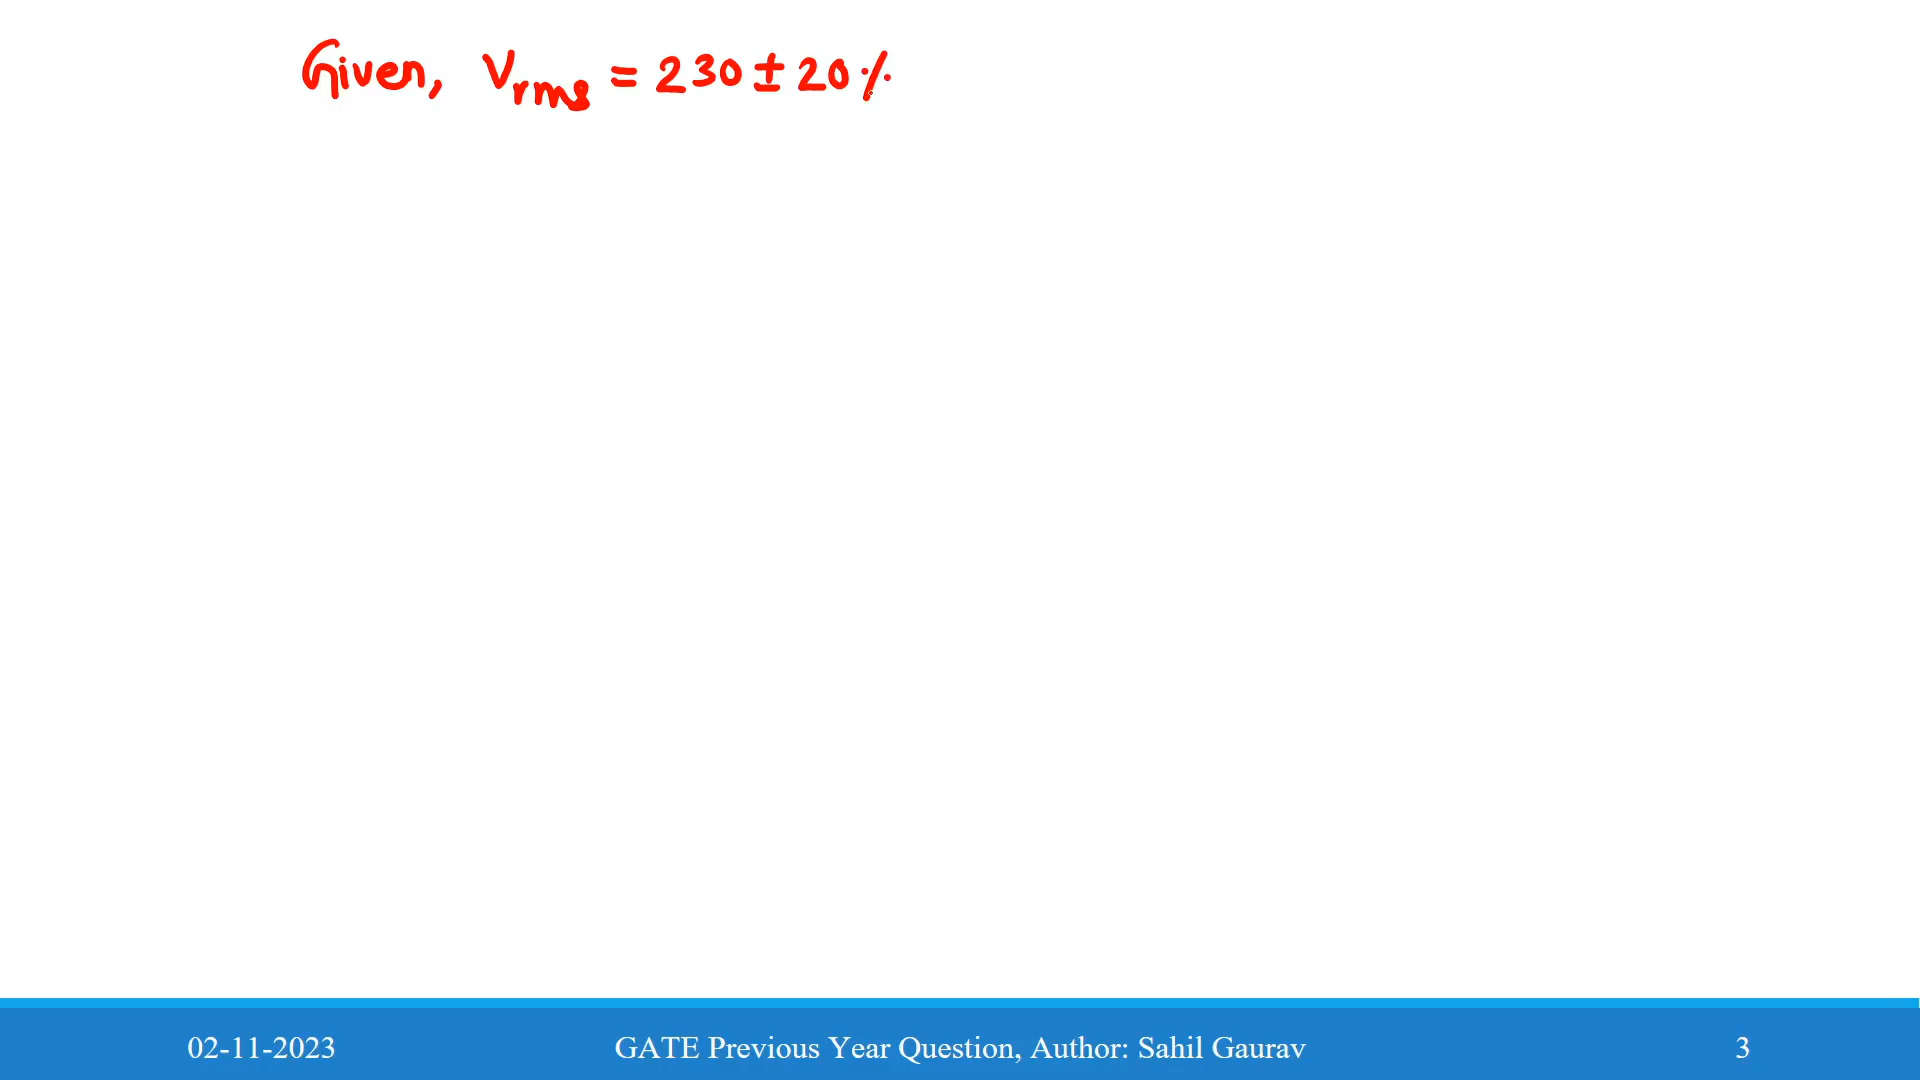 Given, Vrms = 230 ± 20%
02-11-2023 GATE Previous Year Question, Author: Sahil Gaurav 3